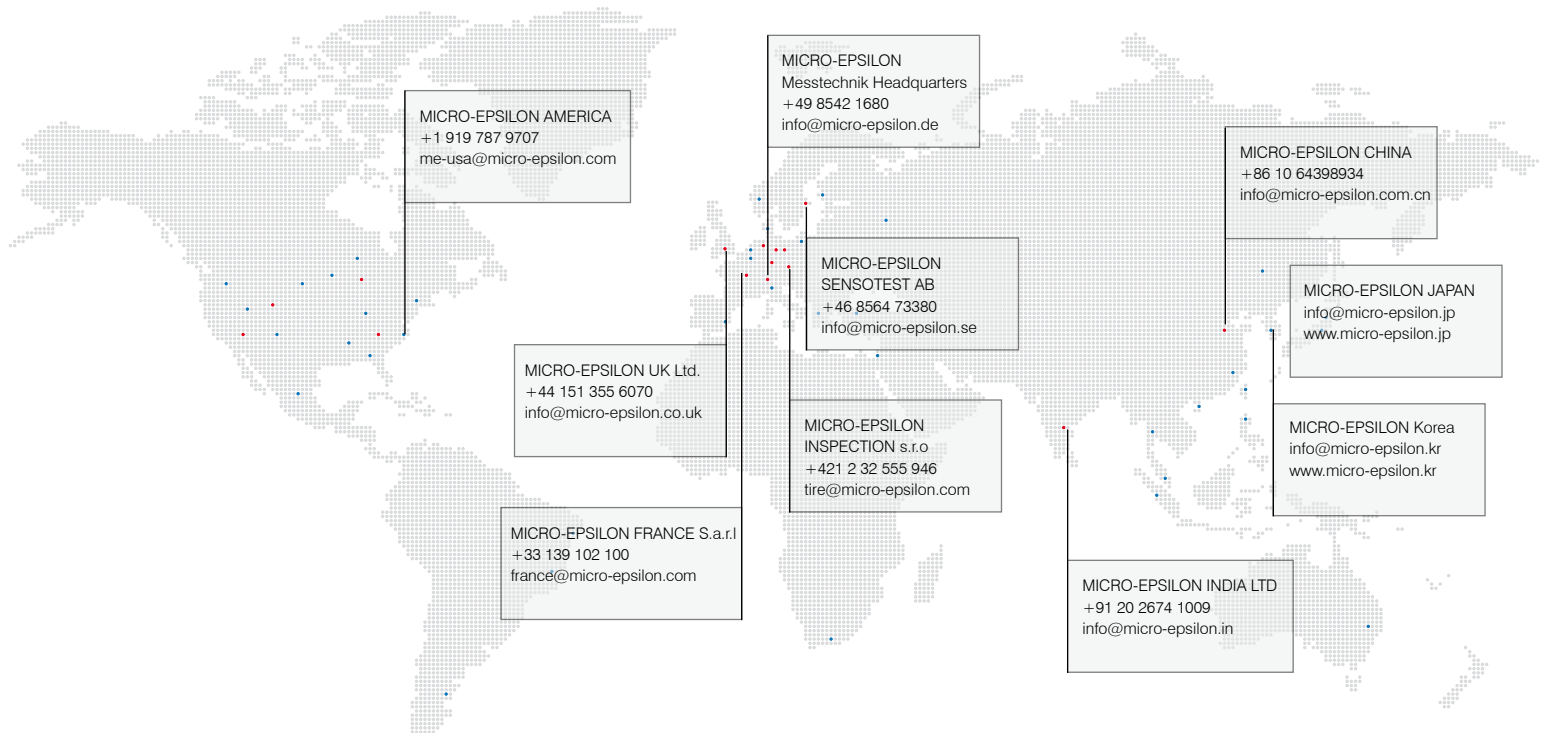 MICRO-EPSILON
Messtechnik Headquarters
+49 8542 1680
info@micro-epsilon.de
MICRO-EPSILON AMERICA
+1 919 787 9707
me-usa@micro-epsilon.com
MICRO-EPSILON CHINA
+86 10 64398934
info@micro-epsilon.com.cn
MICRO-EPSILON
SENSOTEST AB
+46 8564 73380
info@micro-epsilon.se
MICRO-EPSILON JAPAN
info@micro-epsilon.jp
www.micro-epsilon.jp
MICRO-EPSILON UK Ltd.
+44 151 355 6070
info@micro-epsilon.co.uk
MICRO-EPSILON
INSPECTION s.r.o
+421 2 32 555 946
tire@micro-epsilon.com
MICRO-EPSILON Korea
info@micro-epsilon.kr
www.micro-epsilon.kr
MICRO-EPSILON FRANCE S.a.r.l
+33 139 102 100
france@micro-epsilon.com
MICRO-EPSILON INDIA LTD
+91 20 2674 1009
info@micro-epsilon.in